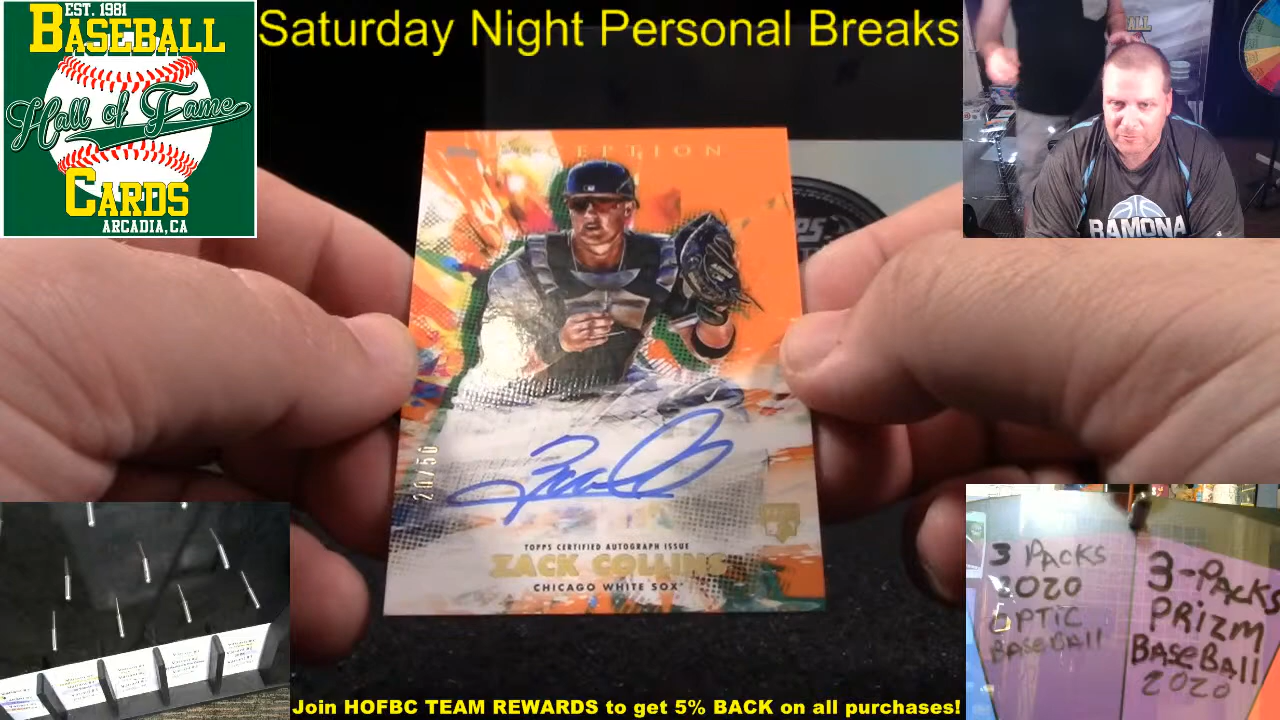 EST. 1981
BASEBALL
Hall of Fame
CARDS
ARCADIA, CA
Saturday Night Personal Breaks
RAMONA
INCEPTION
20/50
TOPPS CERTIFIED AUTOGRAPH ISSUE
ZACK COLLINS
CHICAGO WHITE SOX
3 PACKS
2020
OPTIC
BASEBALL
3-PACKS
PRIZM
BASEBALL
2020
Join HOFBC TEAM REWARDS to get 5% BACK on all purchases!